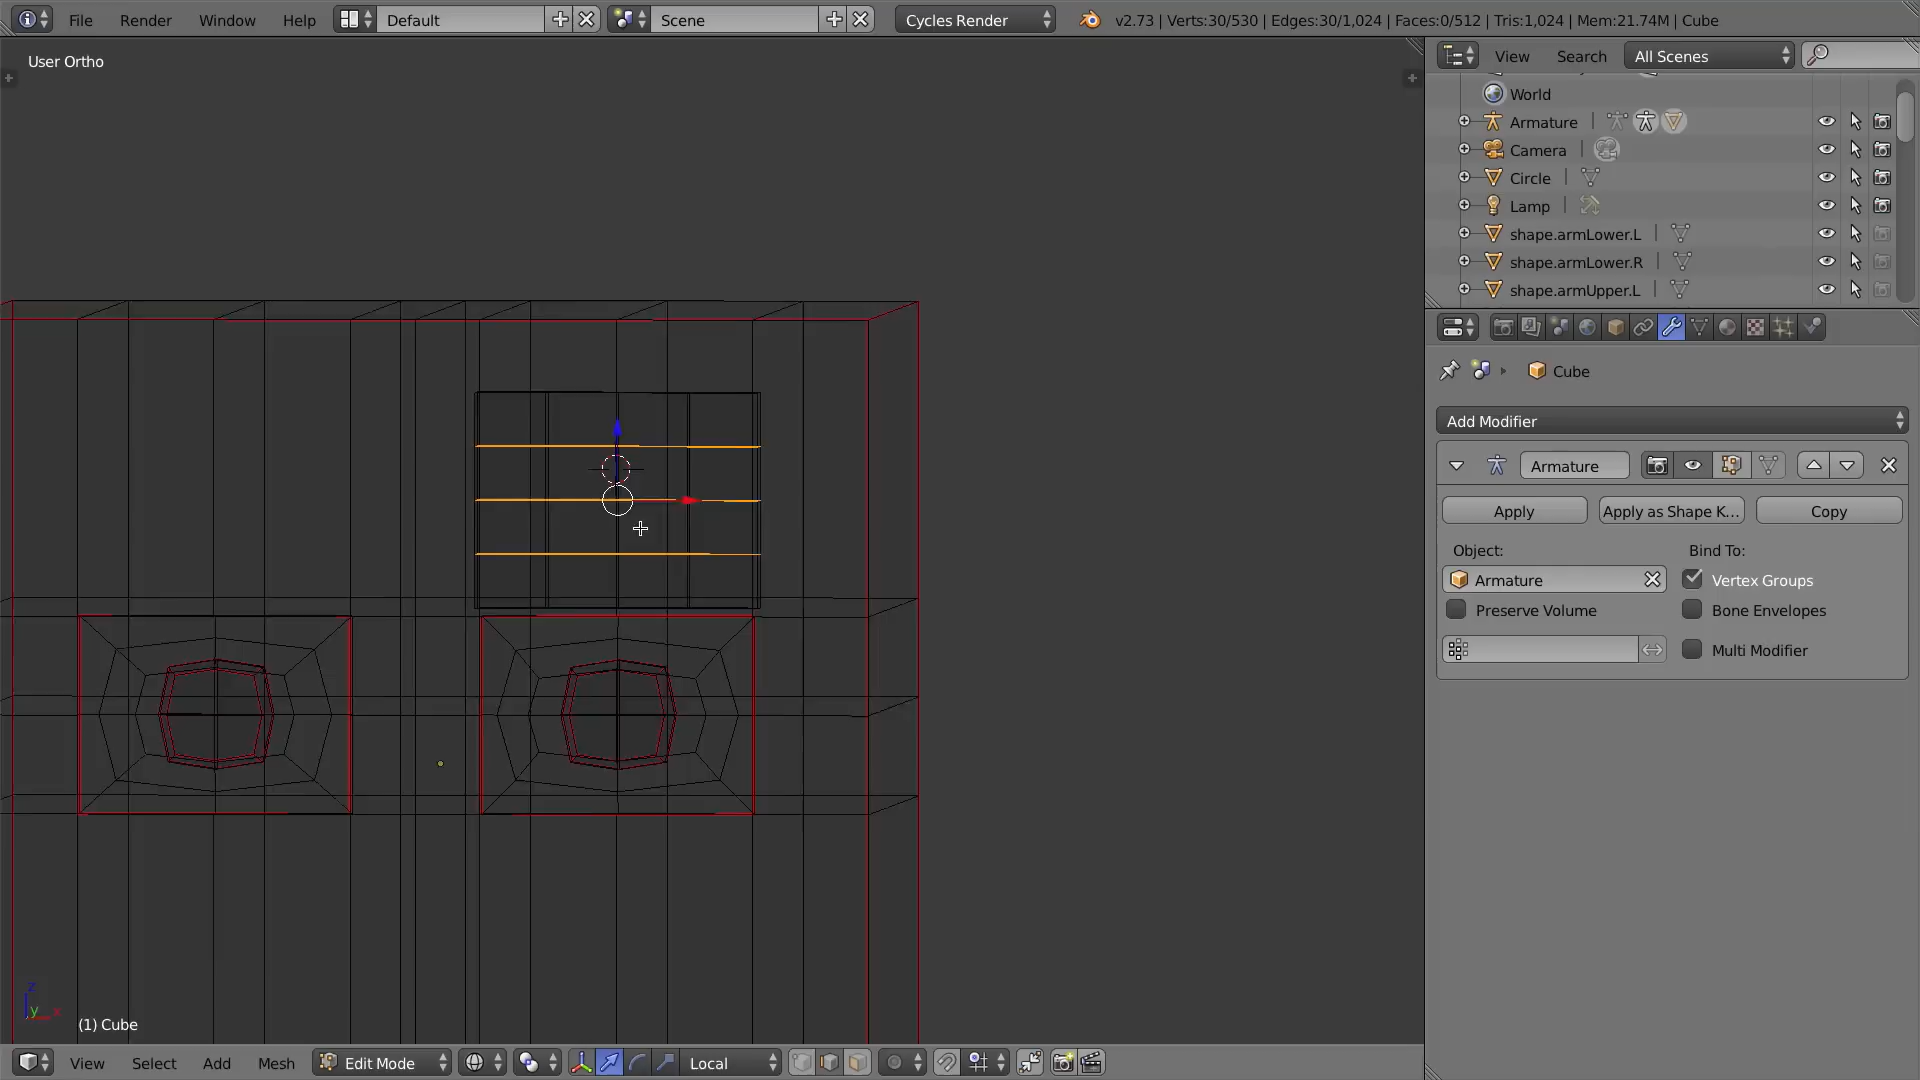 File Render Window Help Default Scene Cycles Render v2.73 | Verts:30/530 | Edges:30/1,024 | Faces:0/512 | Tris:1,024 | Mem:21.74M | Cube
User Ortho
View Search All Scenes
World
Armature
Camera
Circle
Lamp
shape.armLower.L
shape.armLower.R
shape.armUpper.L
Cube
Add Modifier
Armature
Apply Apply as Shape K... Copy
Object: Bind To:
Armature Vertex Groups
Preserve Volume Bone Envelopes
Multi Modifier
z
y x
(1) Cube
View Select Add Mesh Edit Mode Local